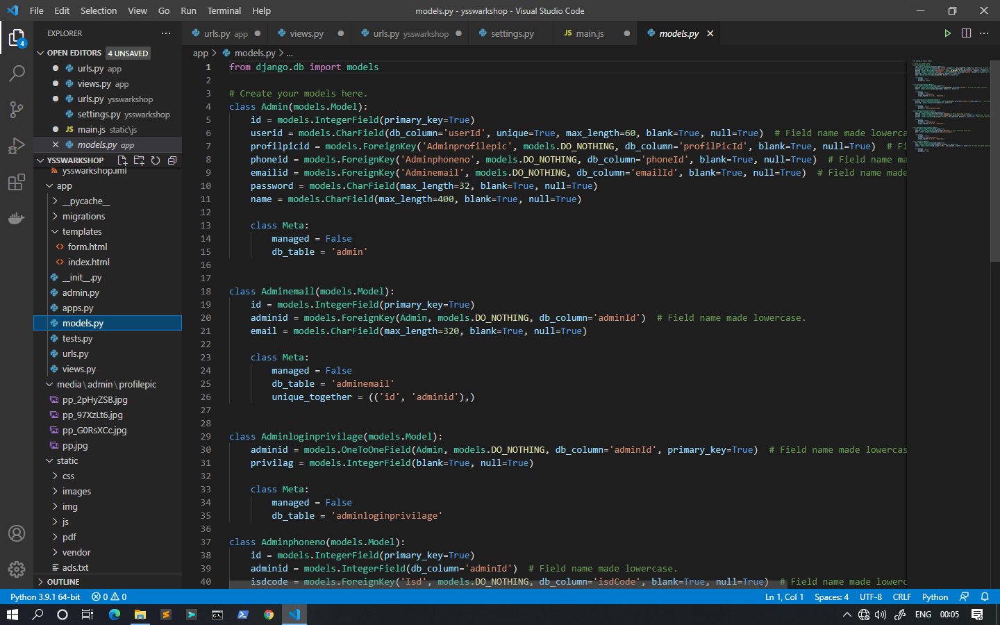 File Edit Selection View Go Run Terminal Help
models.py - ysswarkshop - Visual Studio Code
EXPLORER
urls.py app
views.py
urls.py ysswarkshop
settings.py
JS main.js
models.py
OPEN EDITORS 4 UNSAVED
urls.py app
views.py app
urls.py ysswarkshop
settings.py ysswarkshop
JS main.js static\js
models.py app
4
YSSWARKSHOP
ysswarkshop.iml
app
__pycache__
migrations
templates
form.html
index.html
__init__.py
admin.py
apps.py
models.py
tests.py
urls.py
views.py
media\admin\profilepic
pp_2pHyZSB.jpg
pp_97XzLt6.jpg
pp_G0RsXCc.jpg
pp.jpg
static
css
images
img
js
pdf
vendor
ads.txt
OUTLINE
app > models.py > ...
1 from django.db import models
2
3 # Create your models here.
4 class Admin(models.Model):
5 id = models.IntegerField(primary_key=True)
6 userid = models.CharField(db_column='userId', unique=True, max_length=60, blank=True, null=True) # Field name made lowerca
7 profilpicid = models.ForeignKey('Adminprofilepic', models.DO_NOTHING, db_column='profilPicId', blank=True, null=True) # Fi
8 phoneid = models.ForeignKey('Adminphoneno', models.DO_NOTHING, db_column='phoneId', blank=True, null=True) # Field name ma
9 emailid = models.ForeignKey('Adminemail', models.DO_NOTHING, db_column='emailId', blank=True, null=True) # Field name made
10 password = models.CharField(max_length=32, blank=True, null=True)
11 name = models.CharField(max_length=400, blank=True, null=True)
12
13 class Meta:
14 managed = False
15 db_table = 'admin'
16
17
18 class Adminemail(models.Model):
19 id = models.IntegerField(primary_key=True)
20 adminid = models.ForeignKey(Admin, models.DO_NOTHING, db_column='adminId') # Field name made lowercase.
21 email = models.CharField(max_length=320, blank=True, null=True)
22
23 class Meta:
24 managed = False
25 db_table = 'adminemail'
26 unique_together = (('id', 'adminid'),)
27
28
29 class Adminloginprivilage(models.Model):
30 adminid = models.OneToOneField(Admin, models.DO_NOTHING, db_column='adminId', primary_key=True) # Field name made lowercas
31 privilag = models.IntegerField(blank=True, null=True)
32
33 class Meta:
34 managed = False
35 db_table = 'adminloginprivilage'
36
37 class Adminphoneno(models.Model):
38 id = models.IntegerField(primary_key=True)
39 adminid = models.IntegerField(db_column='adminId') # Field name made lowercase.
40 isdcode = models.ForeignKey('Isd', models.DO_NOTHING, db_column='isdCode', blank=True, null=True) # Field name made lowerc
Python 3.9.1 64-bit 0 0 Ln 1, Col 1 Spaces: 4 UTF-8 CRLF Python
ENG 00:05